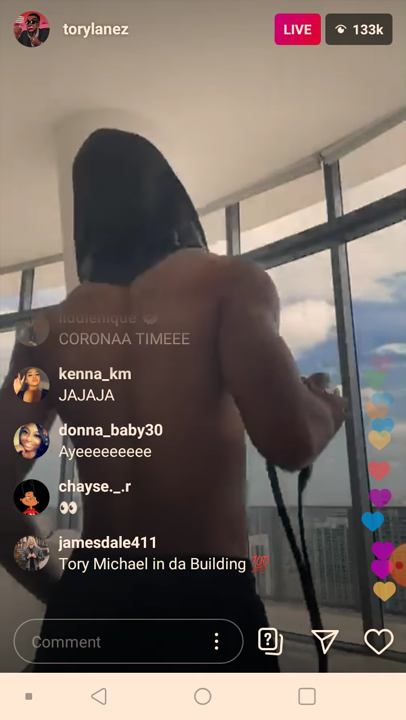 torylanez
LIVE
133k
CORONAA TIMEEE
kenna_km
JAJAJA
donna_baby30
Ayeeeeeeeee
chayse._.r
👀
jamesdale411
Tory Michael in da Building 💯
Comment